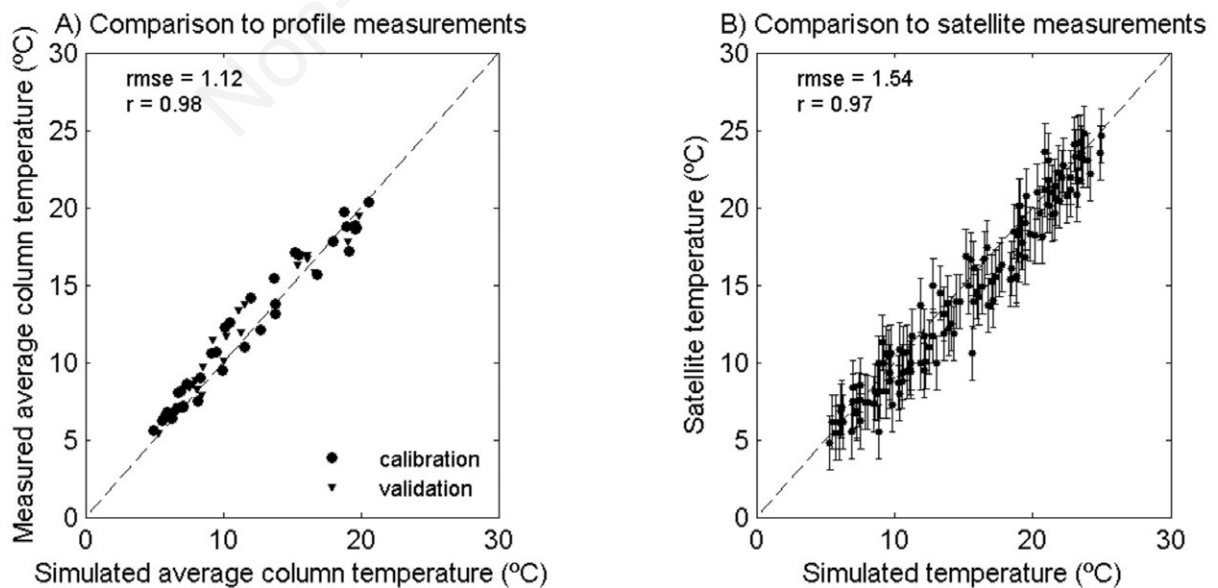 A) Comparison to profile measurements
Measured average column temperature (ºC)
30
25
20
15
10
5
0
rmse = 1.12
r = 0.98
calibration
validation
0
10
20
30
Simulated average column temperature (ºC)
B) Comparison to satellite measurements
Satellite temperature (ºC)
30
25
20
15
10
5
0
rmse = 1.54
r = 0.97
0
10
20
30
Simulated temperature (ºC)